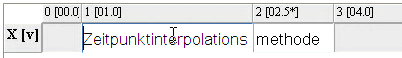 0 [00.0] 1 [01.0] 2 [02.5*] 3 [04.0]
X [v] Zeitpunktinterpolations methode